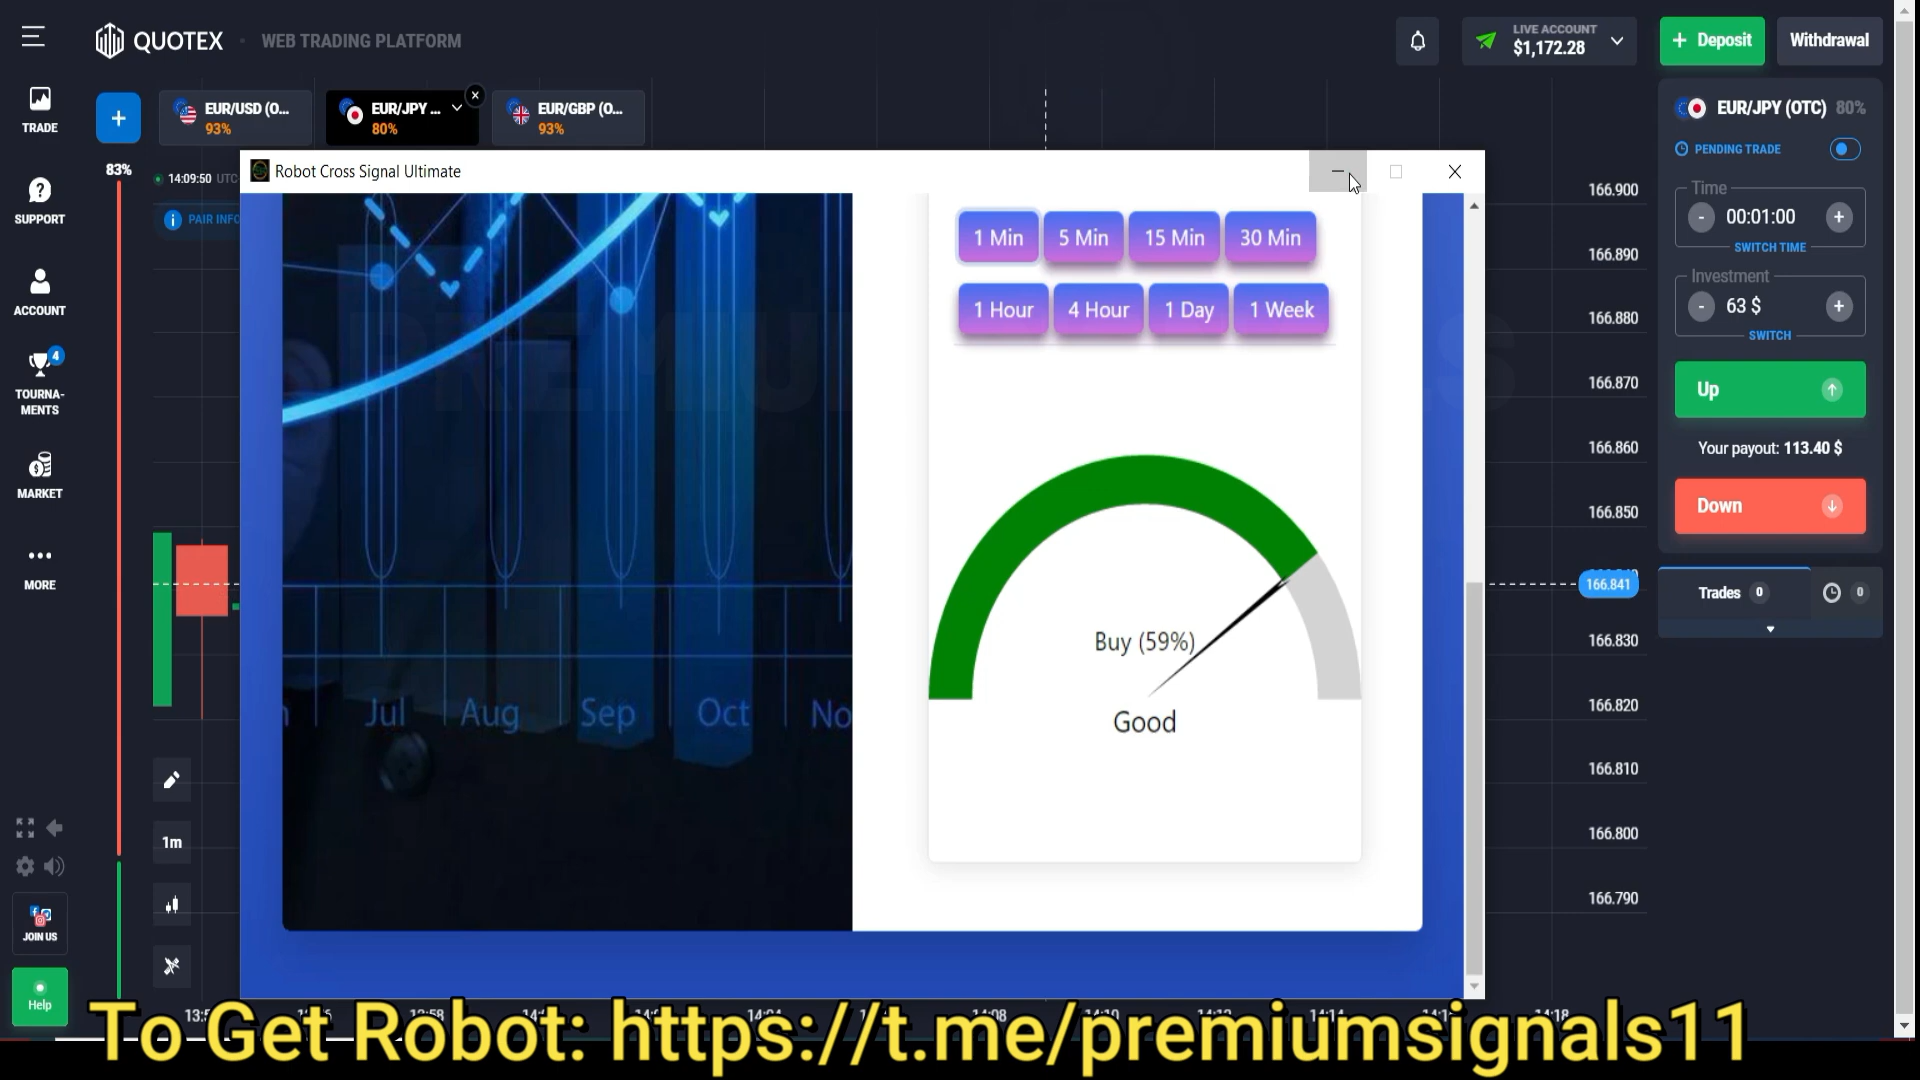 QUOTEX
WEB TRADING PLATFORM
LIVE ACCOUNT
$1,172.28
+ Deposit
Withdrawal
TRADE
SUPPORT
ACCOUNT
4
TOURNA-
MENTS
MARKET
MORE
JOIN US
Help
+
EUR/USD (O...
93%
EUR/JPY ...
80%
EUR/GBP (O...
93%
83%
14:09:50 UTC
PAIR INFO
1m
Robot Cross Signal Ultimate
Jul
Aug
Sep
Oct
No
1 Min
5 Min
15 Min
30 Min
1 Hour
4 Hour
1 Day
1 Week
Buy (59%)
Good
166.900
166.890
166.880
166.870
166.860
166.850
166.841
166.830
166.820
166.810
166.800
166.790
EUR/JPY (OTC) 80%
PENDING TRADE
Time
- 00:01:00 +
SWITCH TIME
Investment
- 63 $ +
SWITCH
Up
Your payout: 113.40 $
Down
Trades 0
0
To Get Robot: https://t.me/premiumsignals11